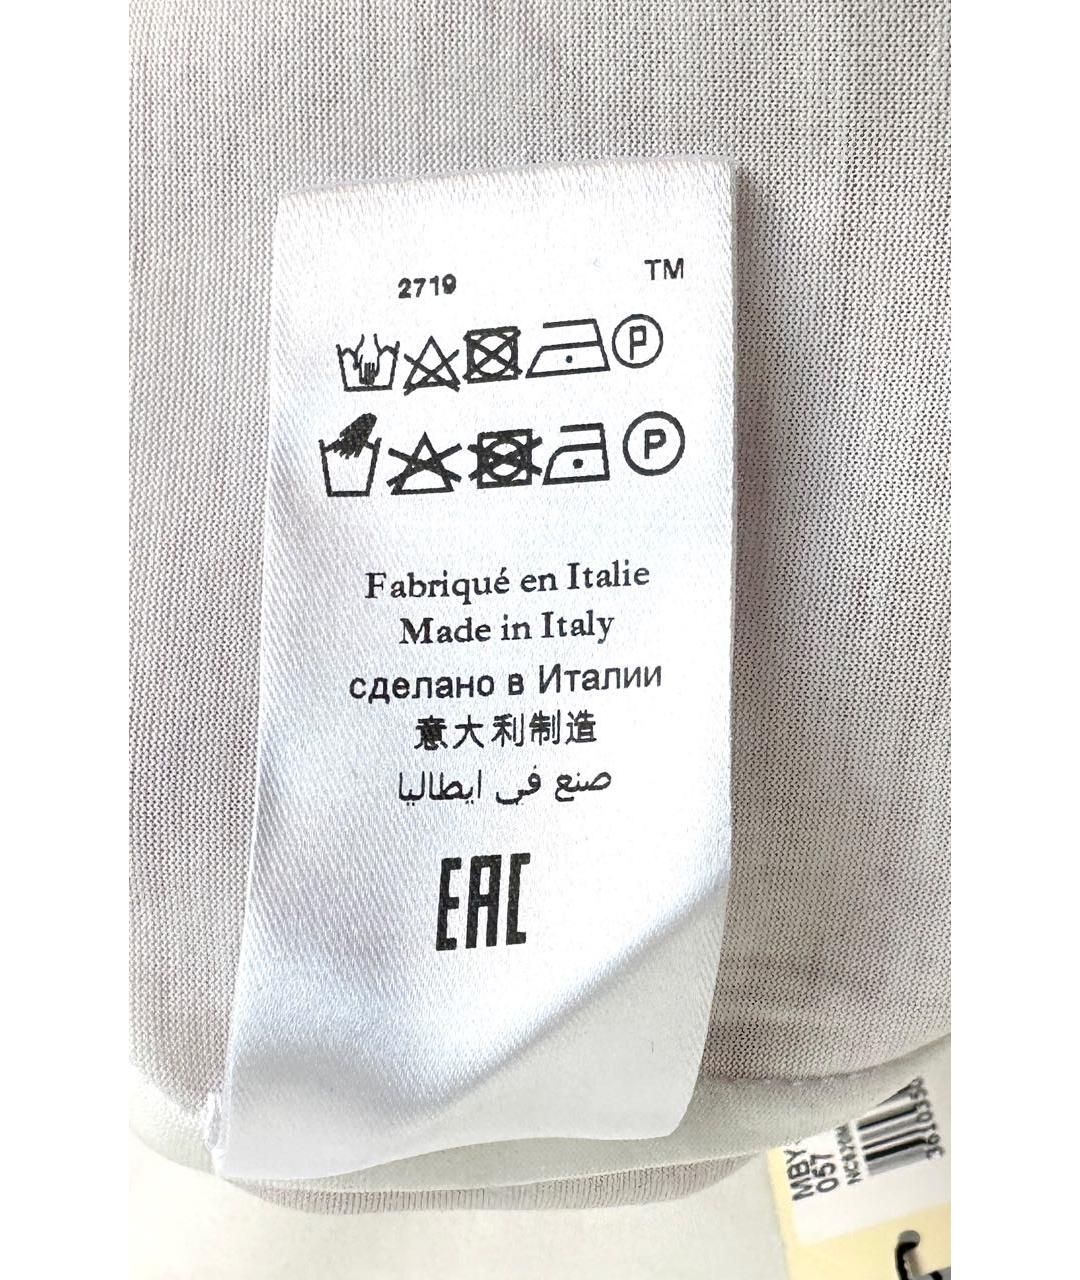 2719 TM
P
P
Fabriqué en Italie
Made in Italy
сделано в Италии
意大利制造
صنع في ايطاليا
EAC
MBY
057